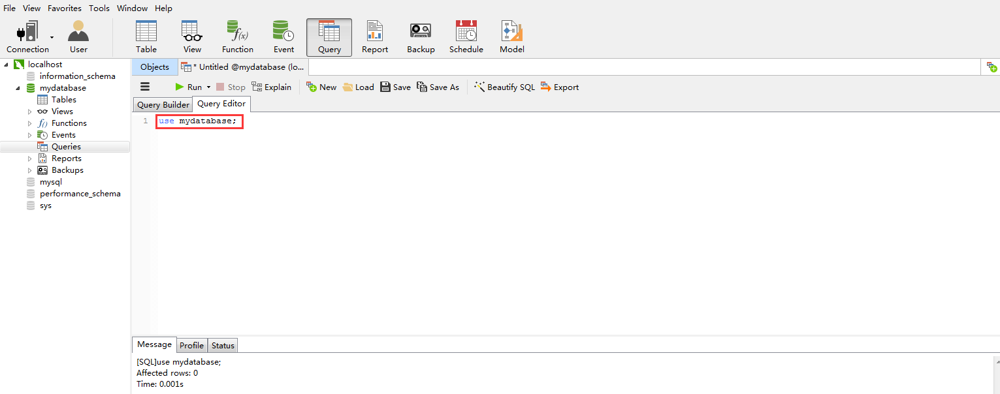 File View Favorites Tools Window Help
Connection User Table View Function Event Query Report Backup Schedule Model
f(x)
localhost
information_schema
mydatabase
Tables
Views
f() Functions
Events
Queries
Reports
Backups
mysql
performance_schema
sys
Objects * Untitled @mydatabase (lo...
Run Stop Explain New Load Save Save As Beautify SQL Export
Query Builder Query Editor
1 use mydatabase;
Message Profile Status
[SQL]use mydatabase;
Affected rows: 0
Time: 0.001s